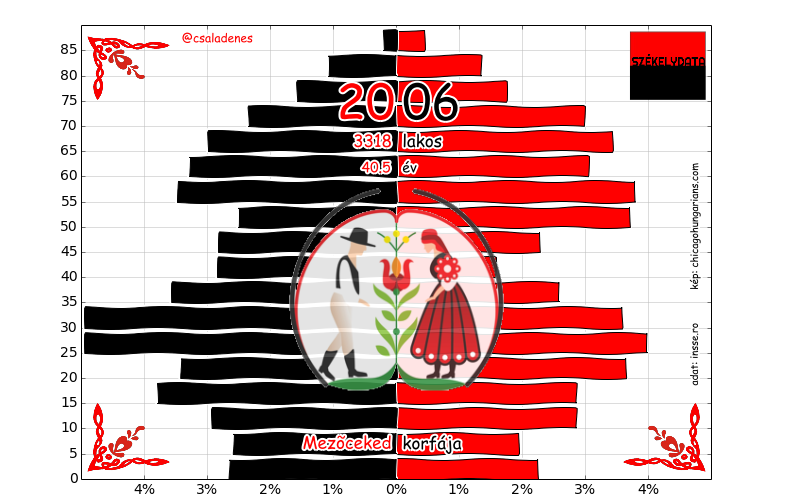 @csaladenes
SZÉKELYDATA
2006
3318 lakos
40.5 év
Mezõceked korfája
kép: chicagohungarians.com
adat: insse.ro
85
80
75
70
65
60
55
50
45
40
35
30
25
20
15
10
5
0
4% 3% 2% 1% 0% 1% 2% 3% 4%